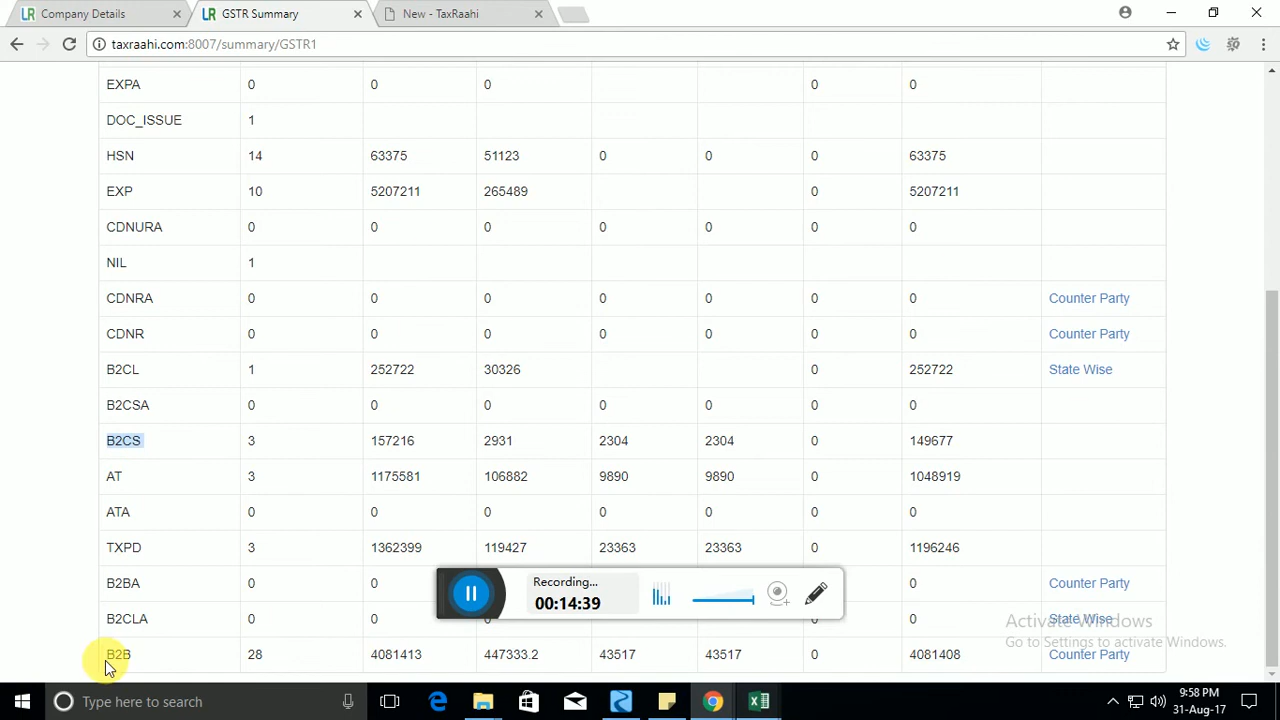 LR Company Details
LR GSTR Summary
New - TaxRaahi
taxraahi.com:8007/summary/GSTR1
EXPA 0 0 0 0 0
DOC_ISSUE 1
HSN 14 63375 51123 0 0 0 63375
EXP 10 5207211 265489 0 5207211
CDNURA 0 0 0 0 0 0 0
NIL 1
CDNRA 0 0 0 0 0 0 0 Counter Party
CDNR 0 0 0 0 0 0 0 Counter Party
B2CL 1 252722 30326 0 252722 State Wise
B2CSA 0 0 0 0 0 0 0
B2CS 3 157216 2931 2304 2304 0 149677
AT 3 1175581 106882 9890 9890 0 1048919
ATA 0 0 0 0 0 0 0
TXPD 3 1362399 119427 23363 23363 0 1196246
B2BA 0 0 0 Counter Party
B2CLA 0 0 0 0 0 State Wise
B2B 28 4081413 447333.2 43517 43517 0 4081408 Counter Party
Recording...
00:14:39
Activate Windows
Go to Settings to activate Windows.
Type here to search
9:58 PM
31-Aug-17